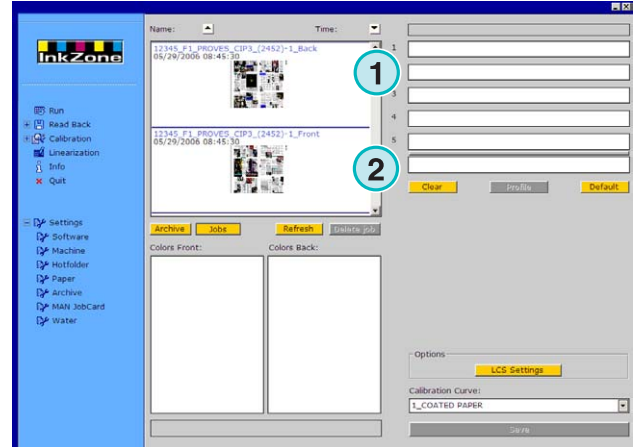 InkZone
Run
Read Back
Calibration
Linearization
Info
Quit
Settings
Software
Machine
Hotfolder
Paper
Archive
MAN JobCard
Water
Name: Time:
12345_F1_PROVES_CIP3_(2452)-1_Back
05/29/2006 08:45:30
12345_F1_PROVES_CIP3_(2452)-1_Front
05/29/2006 08:45:30
Archive Jobs Refresh Delete job
Colors Front: Colors Back:
1
1
3
4
5
2
Clear Profile Default
Options
LCS Settings
Calibration Curve:
1_COATED PAPER
Save